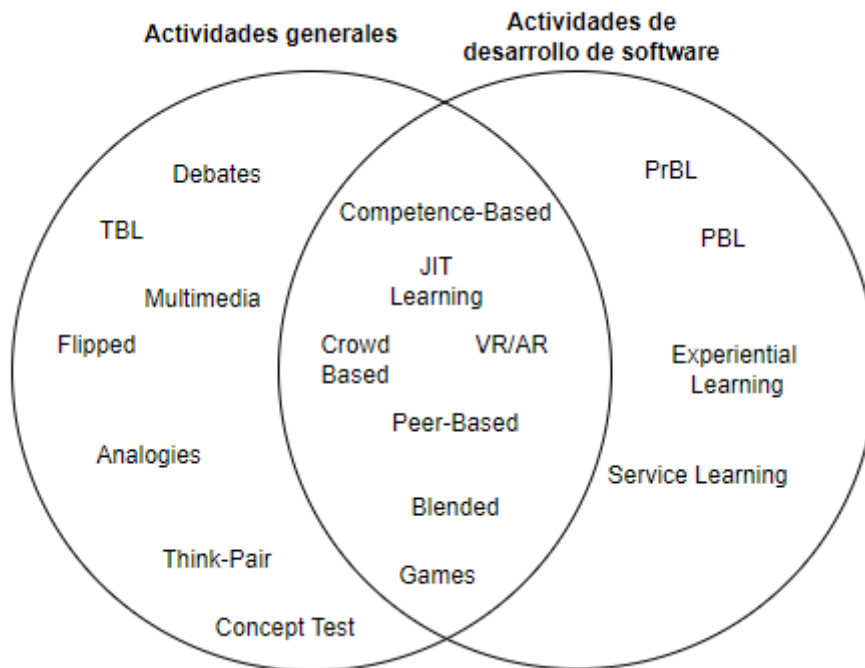 Actividades generales
Actividades de
desarrollo de software
Debates
TBL
Multimedia
Flipped
Analogies
Think-Pair
Concept Test
Competence-Based
JIT
Learning
Crowd
Based
VR/AR
Peer-Based
Blended
Games
PrBL
PBL
Experiential
Learning
Service Learning